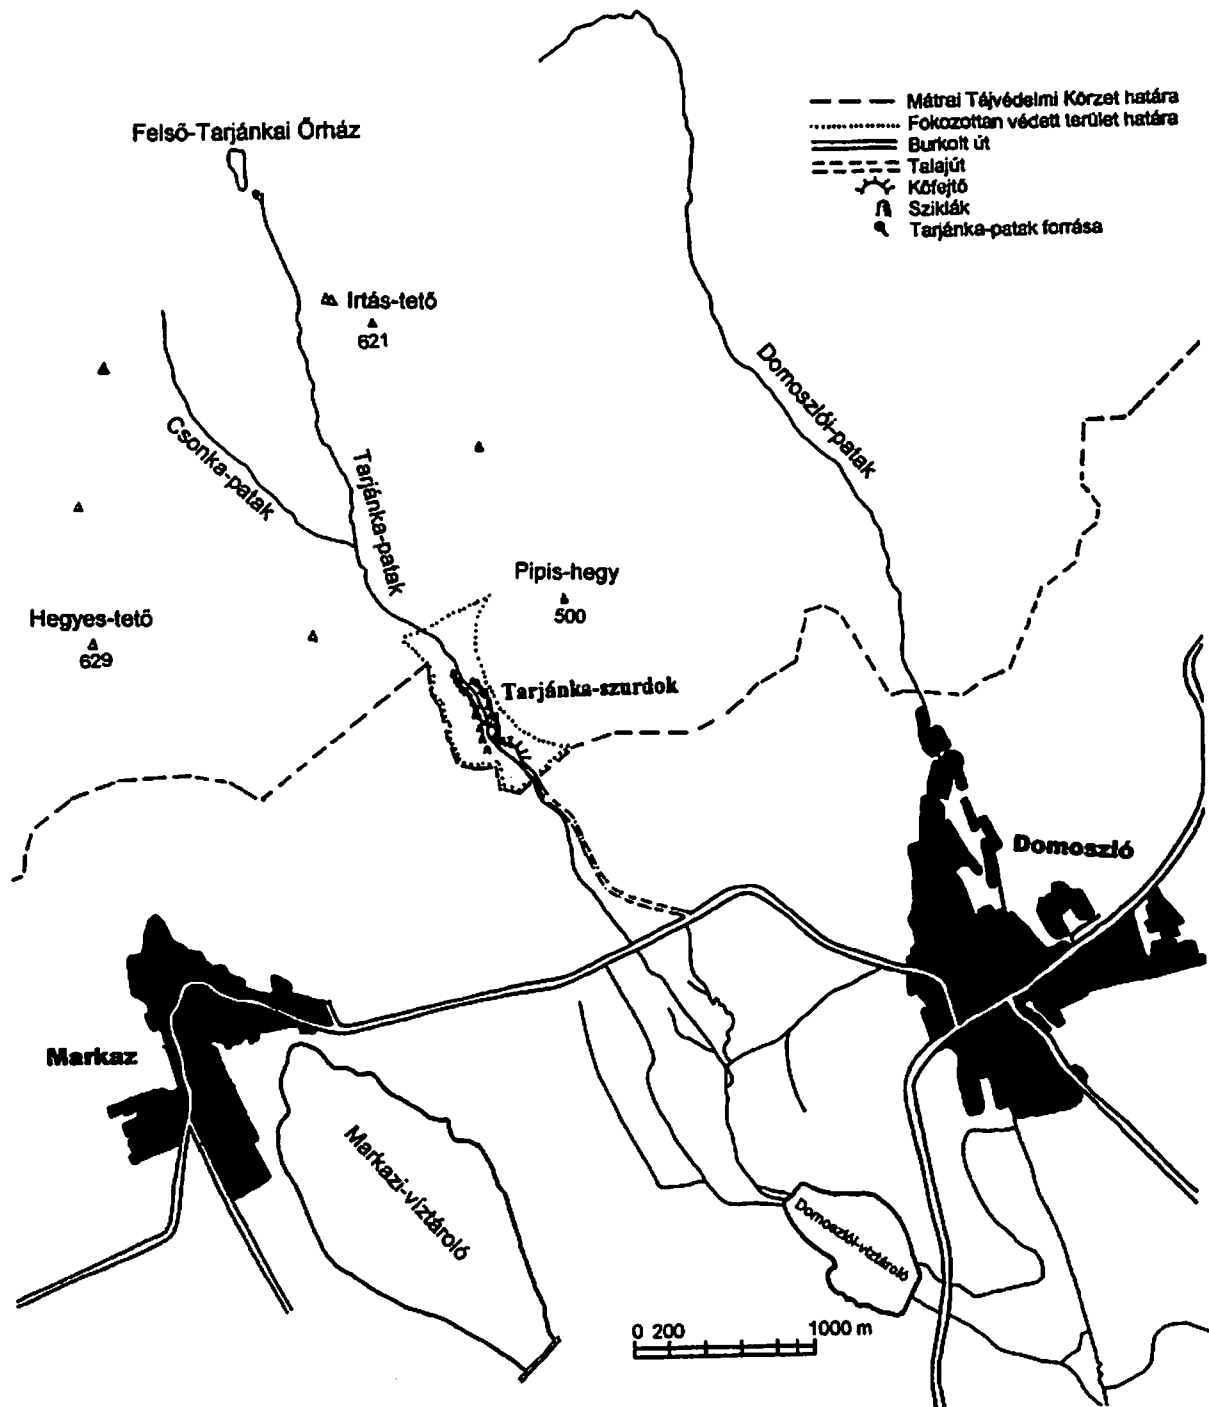 Mátrai Tájvédelmi Körzet határa
Fokozottan védett terület határa
Burkolt út
Talajút
Kőfejtő
Sziklák
Tarjánka-patak forrása
Felső-Tarjánkai Őrház
Irtás-tető
621
Domoszlói-patak
Csonka-patak
Tarjánka-patak
Pipis-hegy
500
Hegyes-tető
629
Tarjánka-szurdok
Domoszló
Markaz
Markazi-víztároló
Domoszlói-víztároló
0 200 1000 m